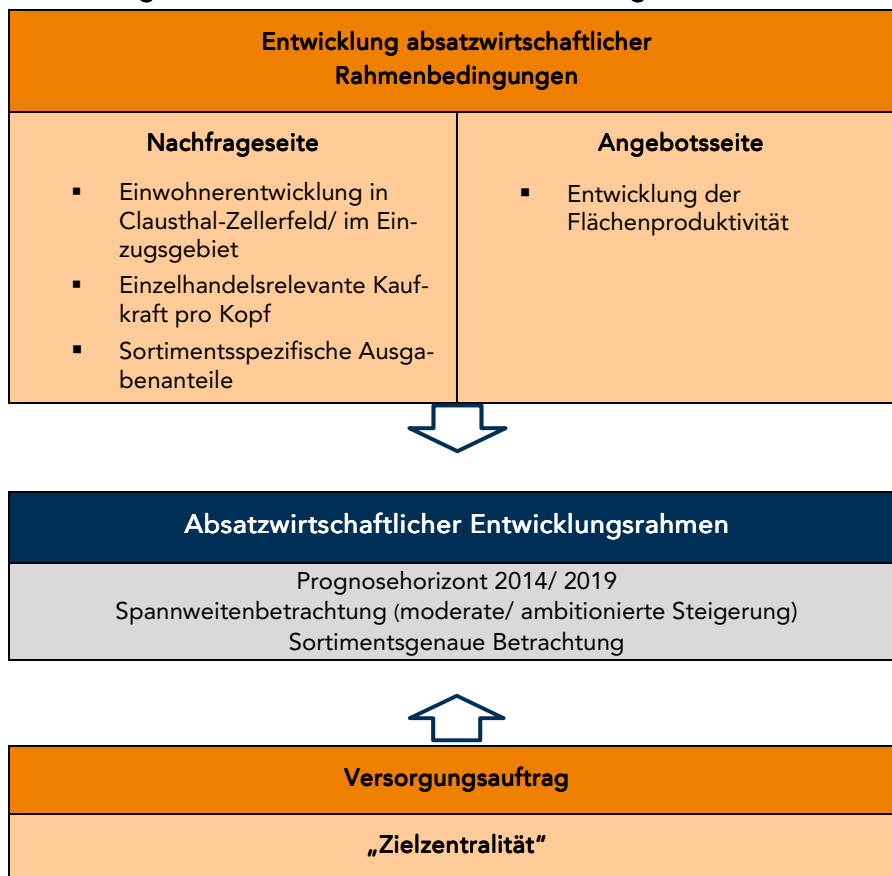 Entwicklung absatzwirtschaftlicher
Rahmenbedingungen
Nachfrageseite
▪ Einwohnerentwicklung in
Clausthal-Zellerfeld/ im Ein-
zugsgebiet
▪ Einzelhandelsrelevante Kauf-
kraft pro Kopf
▪ Sortimentsspezifische Ausga-
benanteile
Angebotsseite
▪ Entwicklung der
Flächenproduktivität
Absatzwirtschaftlicher Entwicklungsrahmen
Prognosehorizont 2014/ 2019
Spannweitenbetrachtung (moderate/ ambitionierte Steigerung)
Sortimentsgenaue Betrachtung
Versorgungsauftrag
„Zielzentralität“